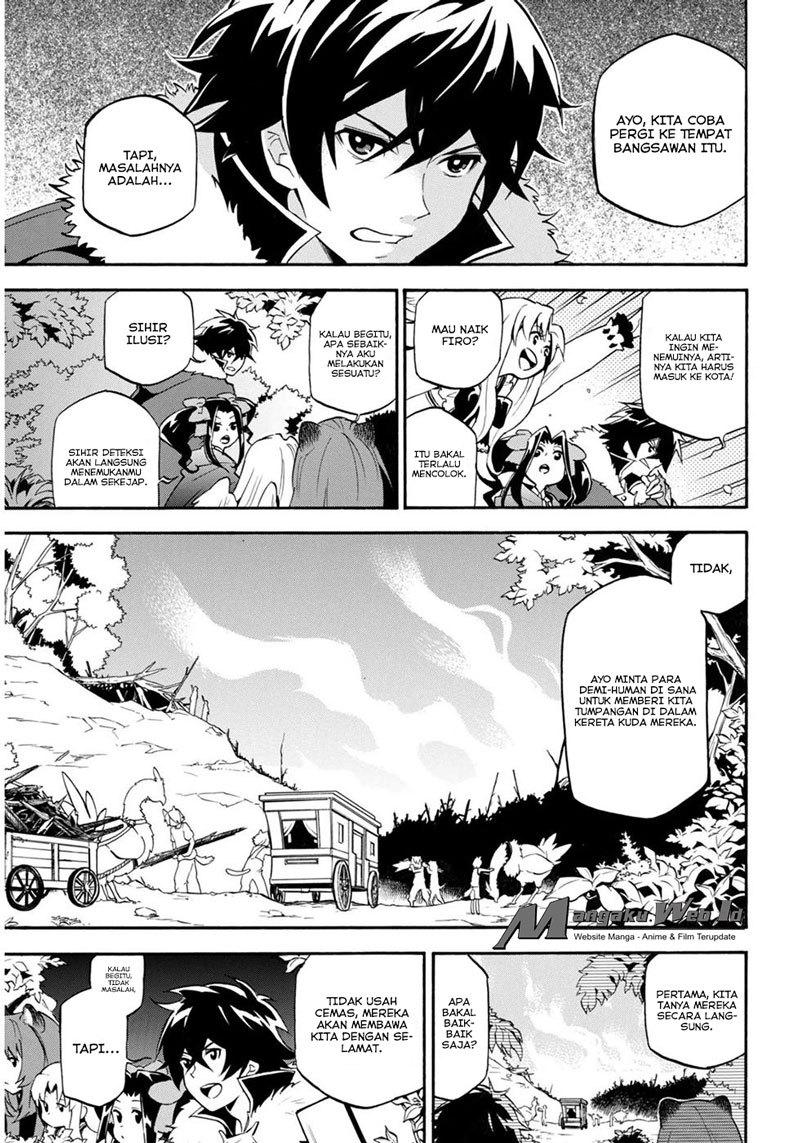 AYO, KITA COBA
PERGI KE TEMPAT
BANGSAWAN ITU.
TAPI,
MASALAHNYA
ADALAH...
KALAU KITA
INGIN ME-
NEMUINYA, ARTI-
NYA KITA HARUS
MASUK KE KOTA!
MAU NAIK
FIRO?
ITU BAKAL
TERLALU
MENCOLOK.
KALAU BEGITU,
APA SEBAIK-
NYA AKU
MELAKUKAN
SESUATU?
SIHIR
ILUSI?
SIHIR DETEKSI
AKAN LANGSUNG
MENEMUKANMU
DALAM SEKEJAP.
TIDAK,
AYO MINTA PARA
DEMI-HUMAN DI SANA
UNTUK MEMBERI KITA
TUMPANGAN DI DALAM
KERETA KUDA MEREKA.
Mangaku.Web.Id
Website Manga - Anime & Film Terupdate
PERTAMA, KITA
TANYA MEREKA
SECARA LANG-
SUNG.
APA
BAKAL
BAIK-
BAIK
SAJA?
TIDAK USAH
CEMAS, MEREKA
AKAN MEMBAWA
KITA DENGAN SE-
LAMAT.
KALAU
BEGITU,
TIDAK
MASALAH,
TAPI...